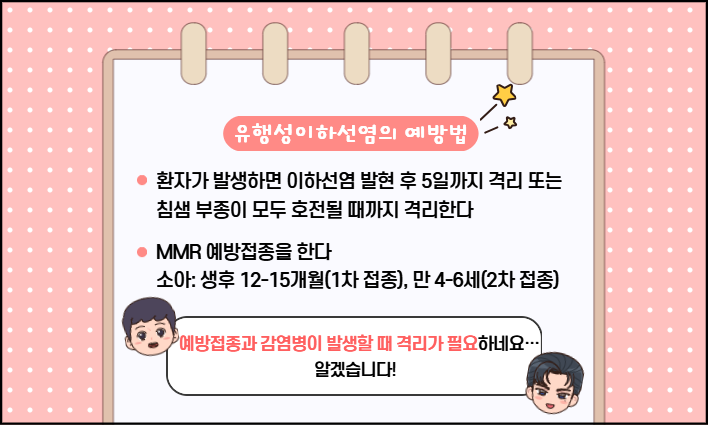 유행성이하선염의 예방법
환자가 발생하면 이하선염 발현 후 5일까지 격리 또는
침샘 부종이 모두 호전될 때까지 격리한다
MMR 예방접종을 한다
소아: 생후 12-15개월(1차 접종), 만 4-6세(2차 접종)
예방접종과 감염병이 발생할 때 격리가 필요하네요…
알겠습니다!